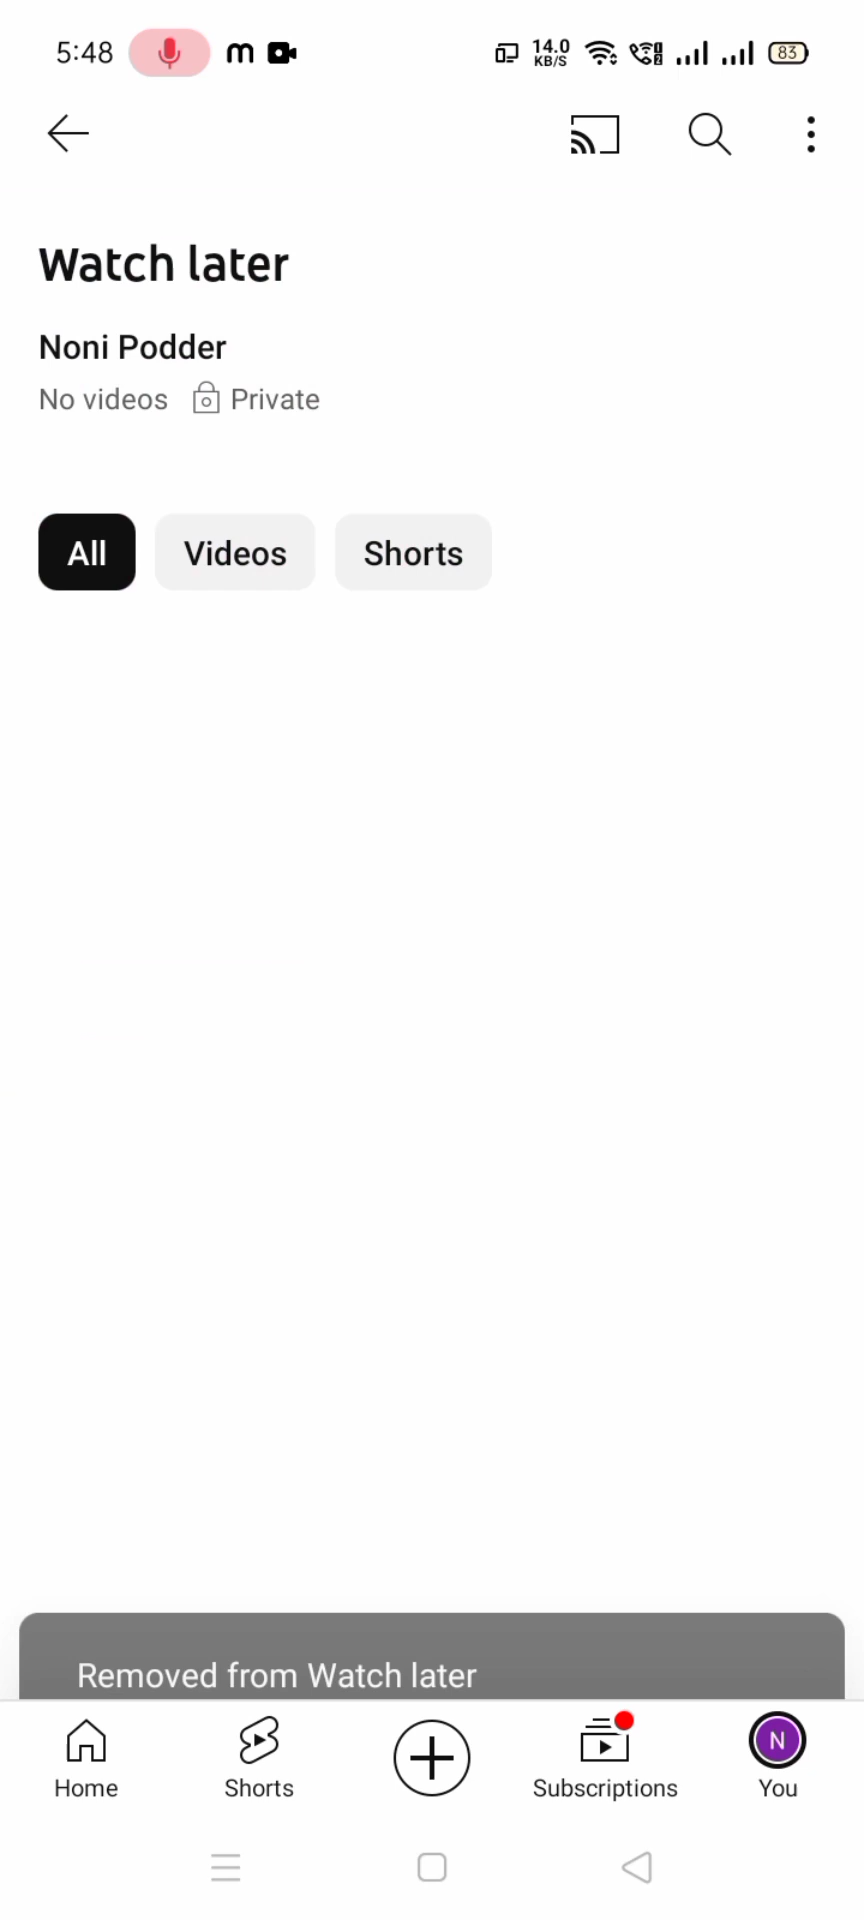 5:48 m 14.0 KB/S 83
Watch later
Noni Podder
No videos Private
All Videos Shorts
Removed from Watch later
Home Shorts Subscriptions N You